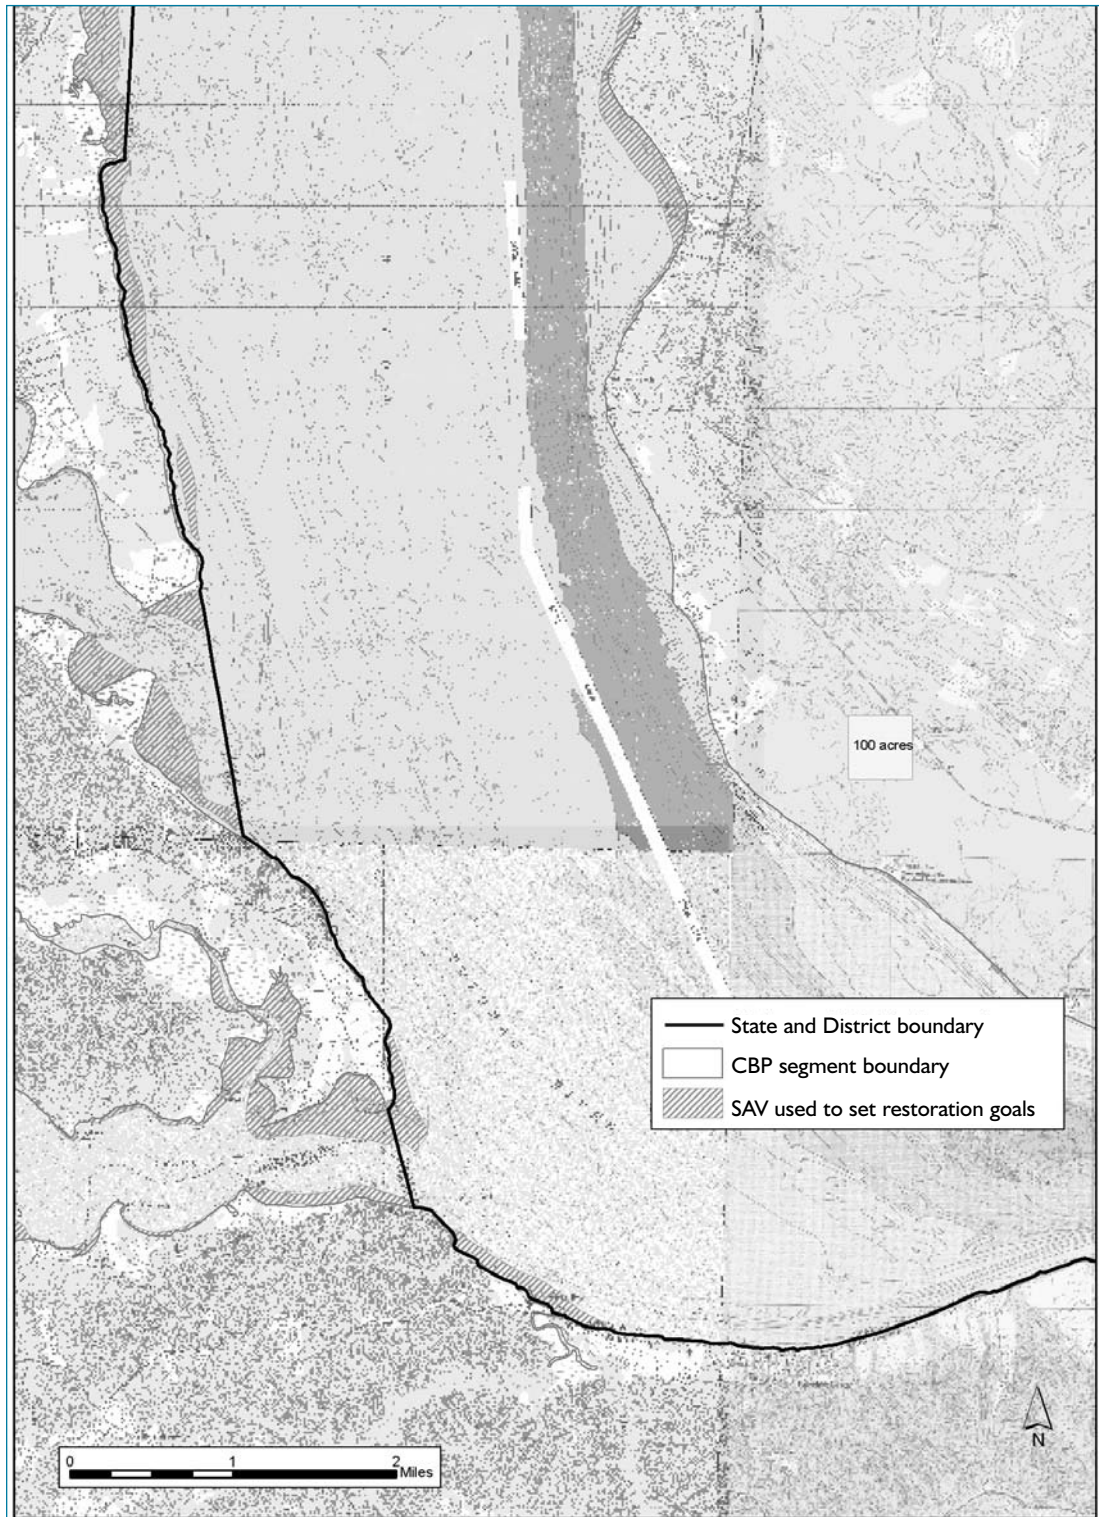 100 acres
State and District boundary
CBP segment boundary
SAV used to set restoration goals
N
0 1 2
Miles